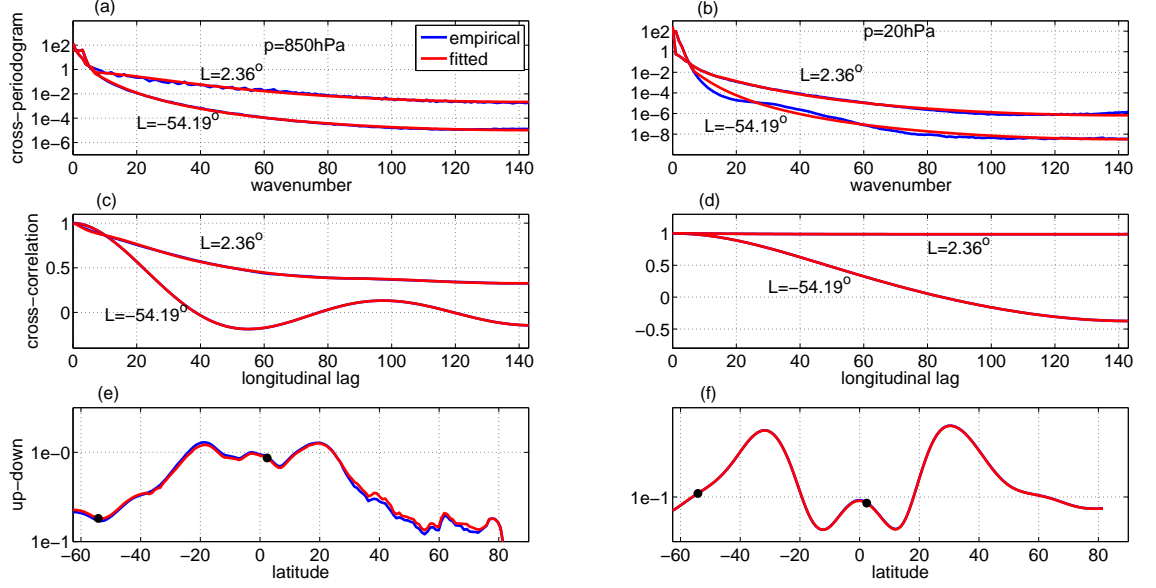 (a)
cross-periodogram
1e2
1
1e-2
1e-4
1e-6
p=850hPa
empirical
fitted
L=2.36°
L=-54.19°
0 20 40 60 80 100 120 140
wavenumber
(b)
1e2
1
1e-2
1e-4
1e-6
1e-8
p=20hPa
L=2.36°
L=-54.19°
0 20 40 60 80 100 120 140
wavenumber
(c)
cross-correlation
1
0.5
0
L=2.36°
L=-54.19°
0 20 40 60 80 100 120 140
longitudinal lag
(d)
1
0.5
0
-0.5
L=2.36°
L=-54.19°
0 20 40 60 80 100 120 140
longitudinal lag
(e)
up-down
1e-0
1e-1
-60 -40 -20 0 20 40 60 80
latitude
(f)
1e-1
-60 -40 -20 0 20 40 60 80
latitude